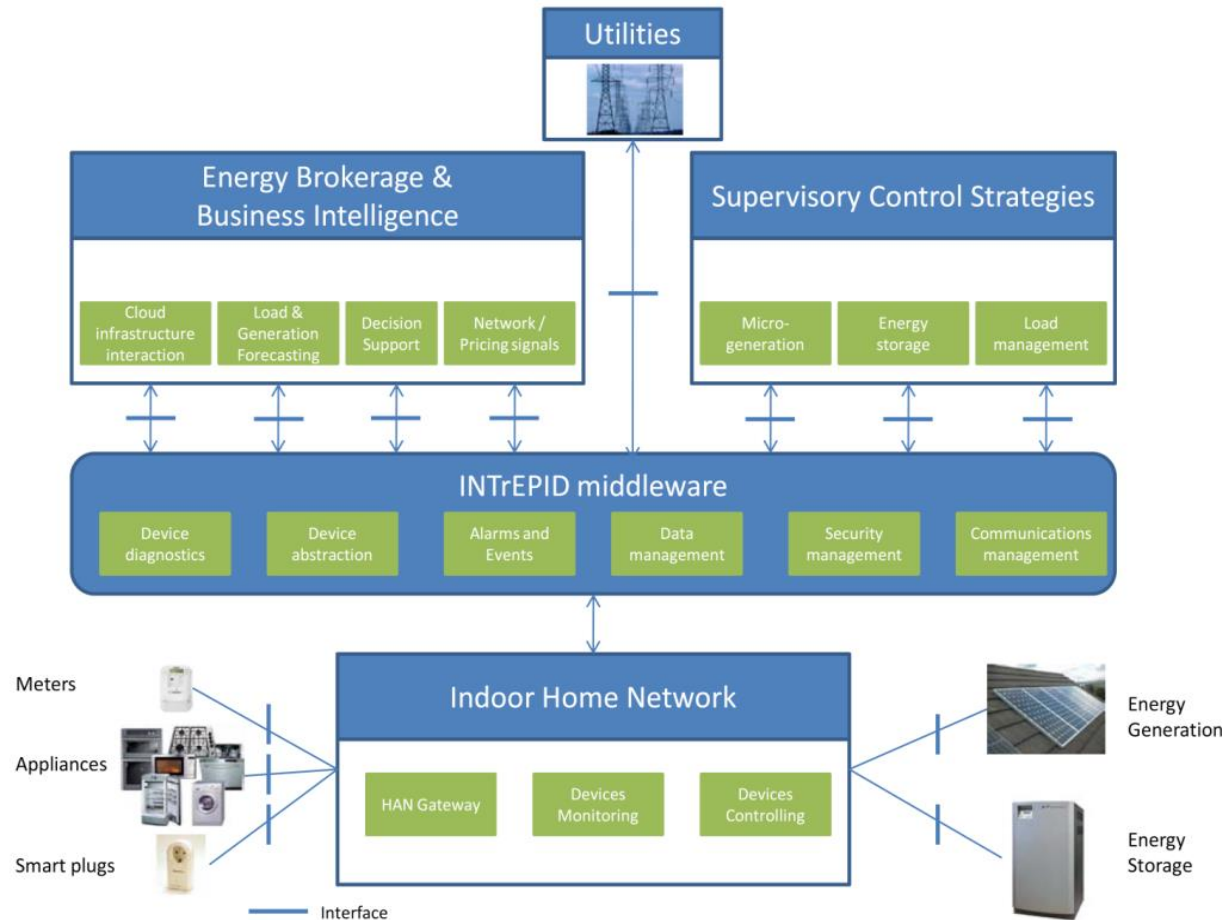 Utilities
Energy Brokerage &
Business Intelligence
Supervisory Control Strategies
Cloud
infrastructure
interaction
Load &
Generation
Forecasting
Decision
Support
Network /
Pricing signals
Micro-
generation
Energy
storage
Load
management
INTrEPID middleware
Device
diagnostics
Device
abstraction
Alarms and
Events
Data
management
Security
management
Communications
management
Indoor Home Network
HAN Gateway
Devices
Monitoring
Devices
Controlling
Meters
Appliances
Smart plugs
Energy
Generation
Energy
Storage
Interface